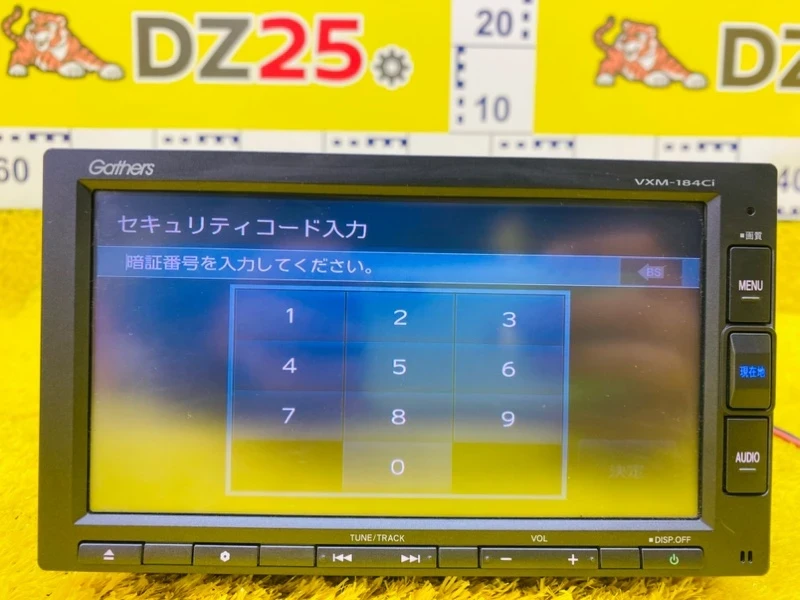 DZ25
DZ
20
10
60
40
Gathers
VXM-184Ci
セキュリティコード入力
暗証番号を入力してください。
BS
画質
MENU
1 2 3
4 5 6
現在地
7 8 9
AUDIO
0
決定
TUNE/TRACK
VOL
DISP.OFF